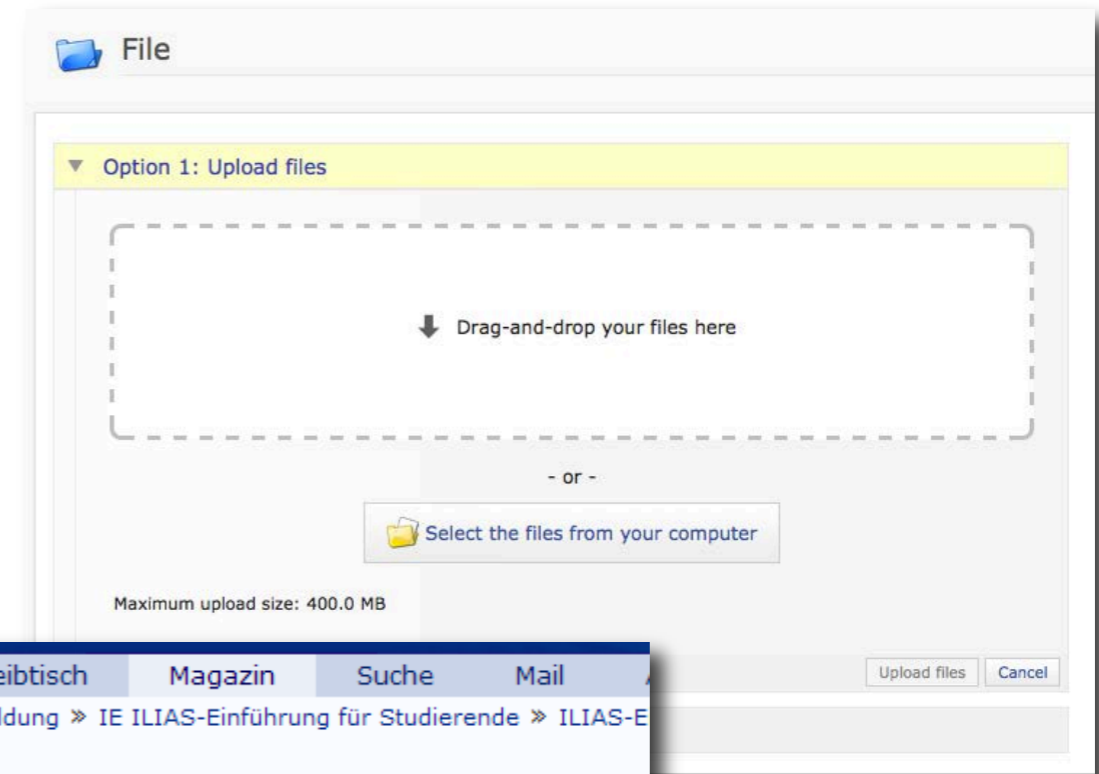 File
Option 1: Upload files
Drag-and-drop your files here
- or -
Select the files from your computer
Maximum upload size: 400.0 MB
Upload files Cancel
Magazin Suche Mail
» IE ILIAS-Einführung für Studierende »